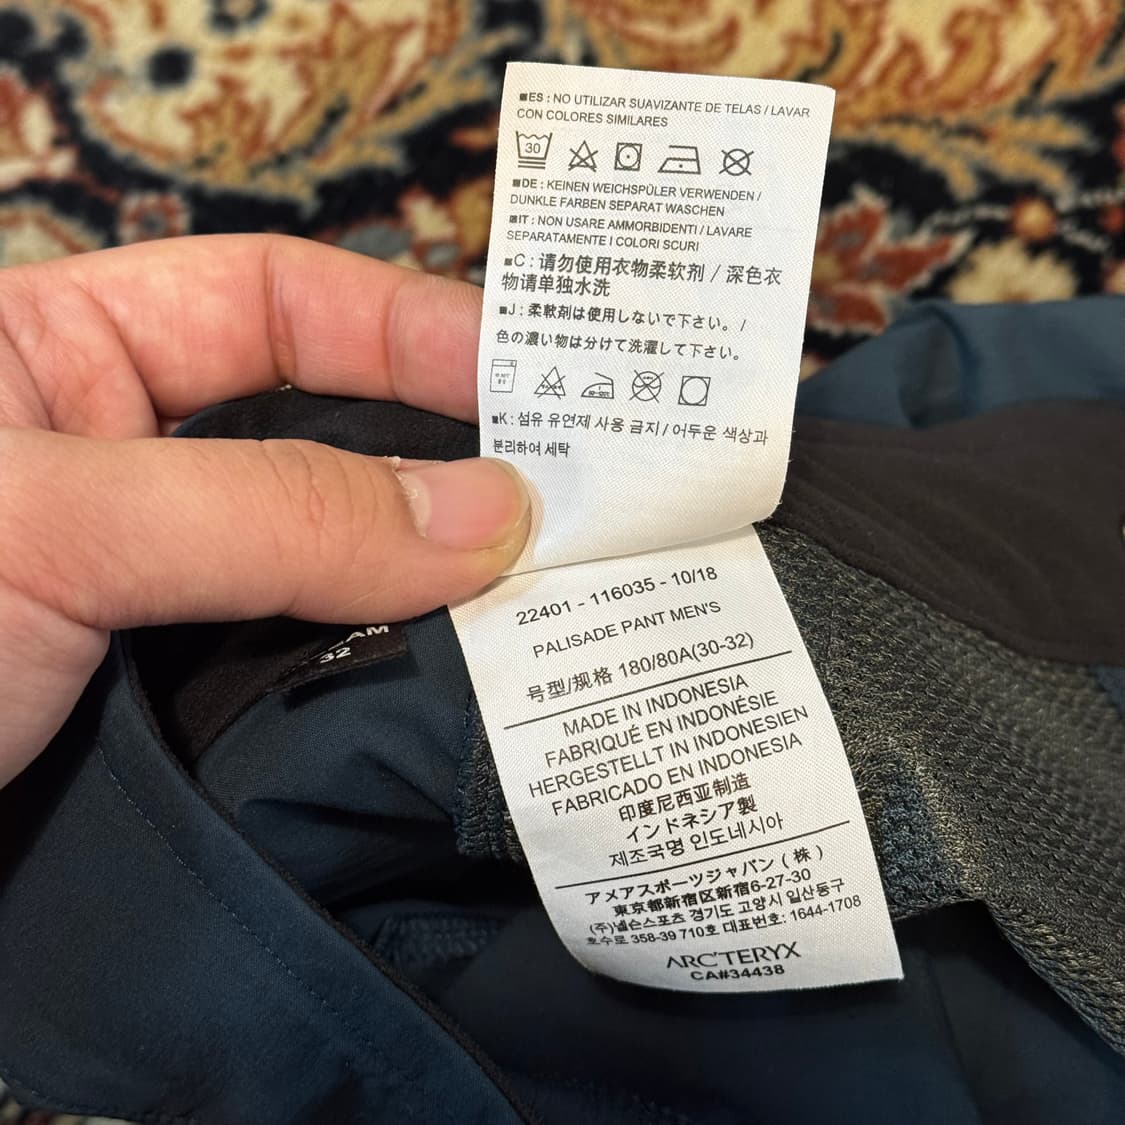 ■ES : NO UTILIZAR SUAVIZANTE DE TELAS / LAVAR
CON COLORES SIMILARES
30
■DE : KEINEN WEICHSPÜLER VERWENDEN /
DUNKLE FARBEN SEPARAT WASCHEN
■IT : NON USARE AMMORBIDENTI / LAVARE
SEPARATAMENTE I COLORI SCURI
■C : 请勿使用衣物柔软剂 / 深色衣
物请单独水洗
■J : 柔軟剤は使用しないで下さい。 /
色の濃い物は分けて洗濯して下さい。
■K : 섬유 유연제 사용 금지 / 어두운 색상과
분리하여 세탁
22401 - 116035 - 10/18
PALISADE PANT MEN'S
号型/规格 180/80A(30-32)
MADE IN INDONESIA
FABRIQUÉ EN INDONÉSIE
HERGESTELLT IN INDONESIEN
FABRICADO EN INDONESIA
印度尼西亚制造
インドネシア製
제조국명 인도네시아
アメアスポーツジャパン ( 株 )
東京都新宿区新宿6-27-30
(주)넬슨스포츠 경기도 고양시 일산동구
호수로 358-39 710호 대표번호: 1644-1708
ARC'TERYX
CA#34438
32